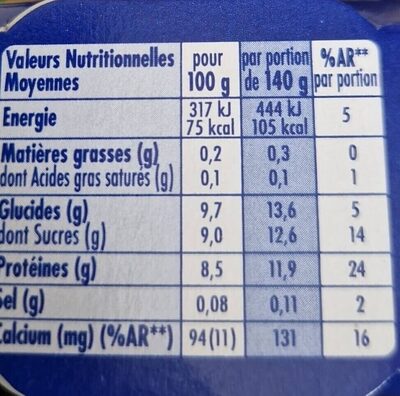 Valeurs Nutritionnelles Moyennes | pour 100 g | par portion de 140 g | %AR** par portion
Energie | 317 kJ 75 kcal | 444 kJ 105 kcal | 5
Matières grasses (g) | 0,2 | 0,3 | 0
dont Acides gras saturés (g) | 0,1 | 0,1 | 1
Glucides (g) | 9,7 | 13,6 | 5
dont Sucres (g) | 9,0 | 12,6 | 14
Protéines (g) | 8,5 | 11,9 | 24
Sel (g) | 0,08 | 0,11 | 2
Calcium (mg) (%AR**) | 94(11) | 131 | 16